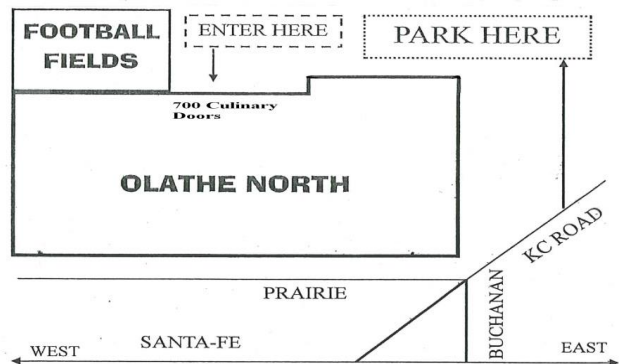 FOOTBALL
FIELDS
ENTER HERE
PARK HERE
700 Culinary
Doors
OLATHE NORTH
KC ROAD
PRAIRIE
BUCHANAN
SANTA-FE
WEST
EAST